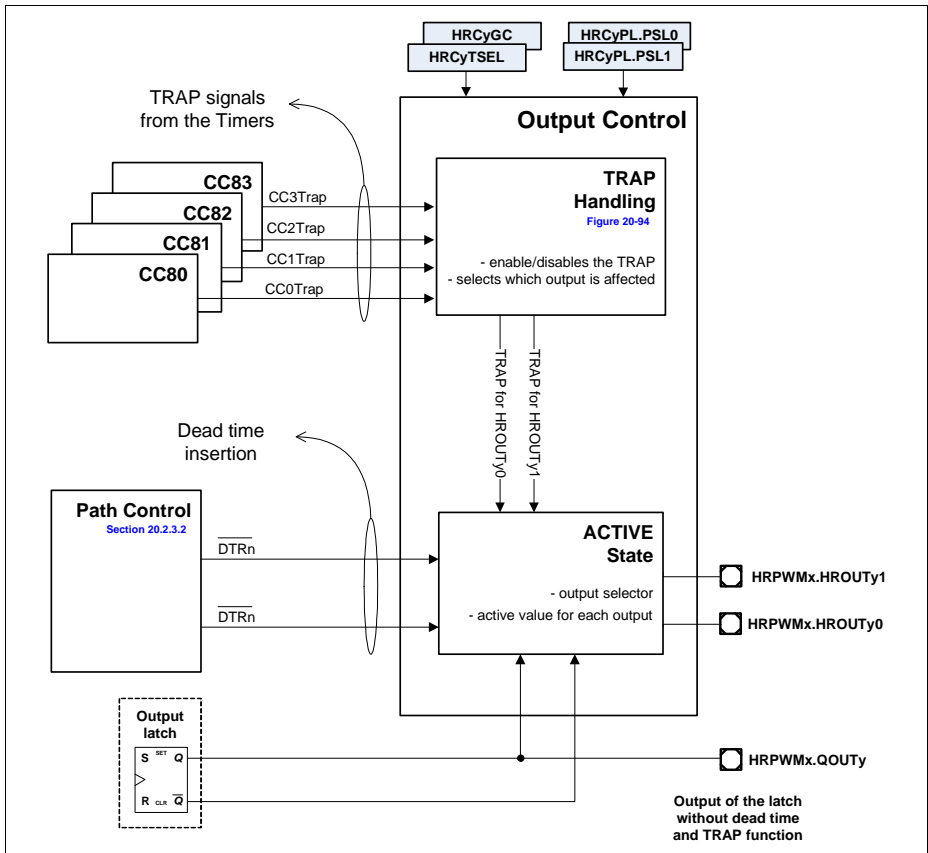 HRCyGC
HRCyTSEL
HRCyPL.PSL0
HRCyPL.PSL1
TRAP signals
from the Timers
Output Control
CC83
CC82
CC81
CC80
CC3Trap
CC2Trap
CC1Trap
CC0Trap
TRAP
Handling
Figure 20-94
- enable/disables the TRAP
- selects which output is affected
TRAP for HROUTy0
TRAP for HROUTy1
Dead time
insertion
Path Control
Section 20.2.3.2
DTRn
DTRn
ACTIVE
State
- output selector
- active value for each output
HRPWMx.HROUTy1
HRPWMx.HROUTy0
Output
latch
S SET Q
R CLR Q
HRPWMx.QOUTy
Output of the latch
without dead time
and TRAP function